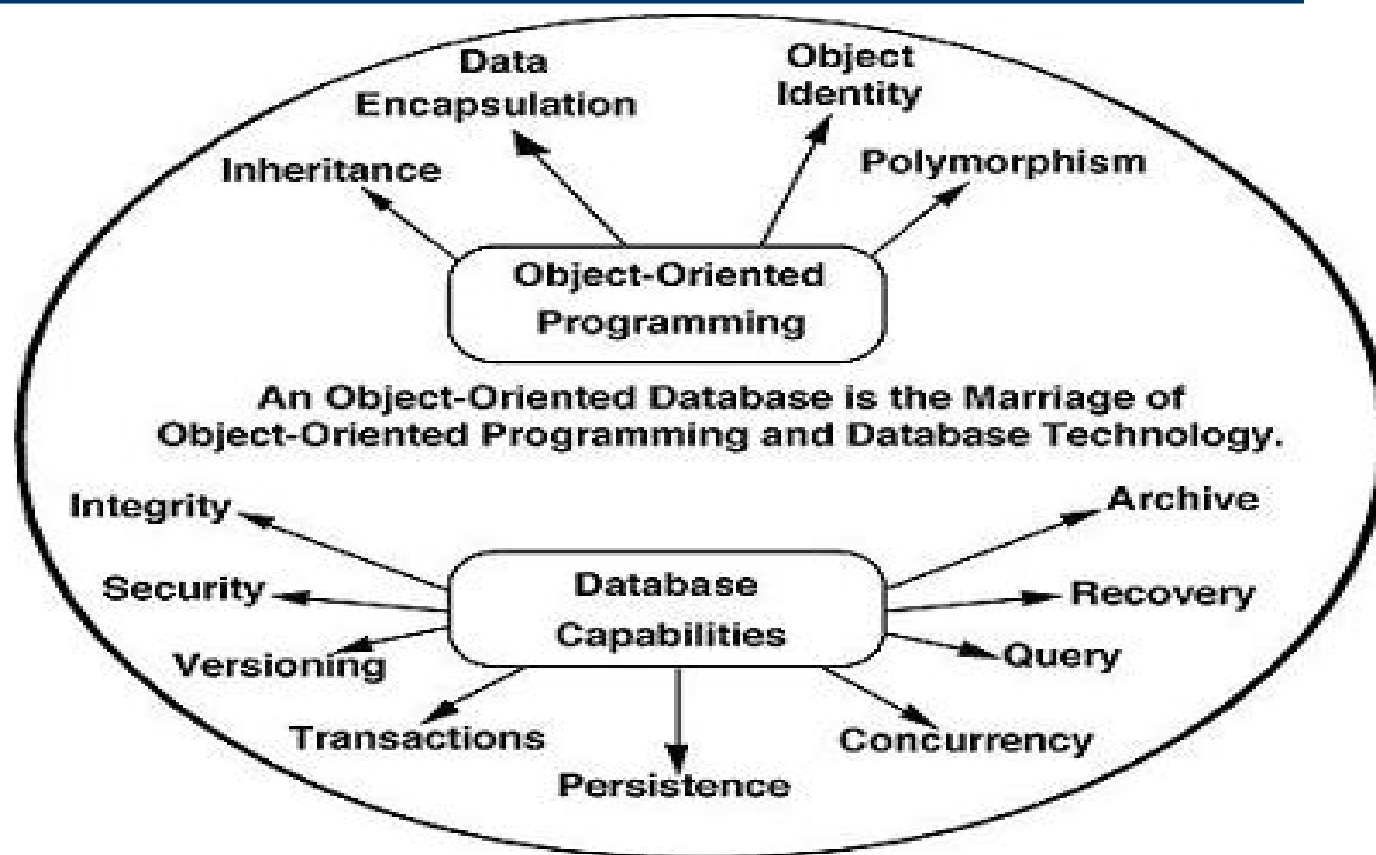 Data
Encapsulation
Object
Identity
Inheritance
Polymorphism
Object-Oriented
Programming
An Object-Oriented Database is the Marriage of
Object-Oriented Programming and Database Technology.
Integrity
Archive
Security
Database
Capabilities
Recovery
Versioning
Query
Transactions
Concurrency
Persistence